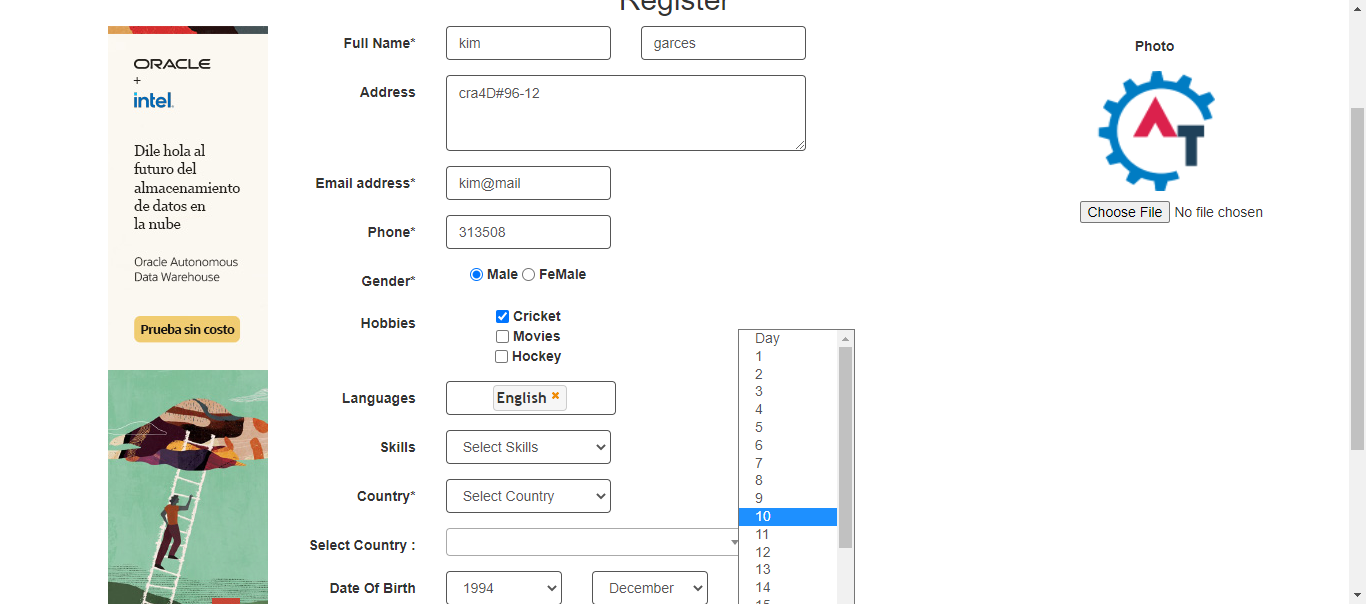 Register
ORACLE
+
intel.
Dile hola al
futuro del
almacenamiento
de datos en
la nube
Oracle Autonomous
Data Warehouse
Prueba sin costo
Full Name* kim garces
Address cra4D#96-12
Email address* kim@mail
Phone* 313508
Gender* Male FeMale
Hobbies Cricket
Movies
Hockey
Languages English ×
Skills Select Skills
Country* Select Country
Select Country :
Date Of Birth 1994 December
Day
1
2
3
4
5
6
7
8
9
10
11
12
13
14
15
Photo
AT
Choose File No file chosen